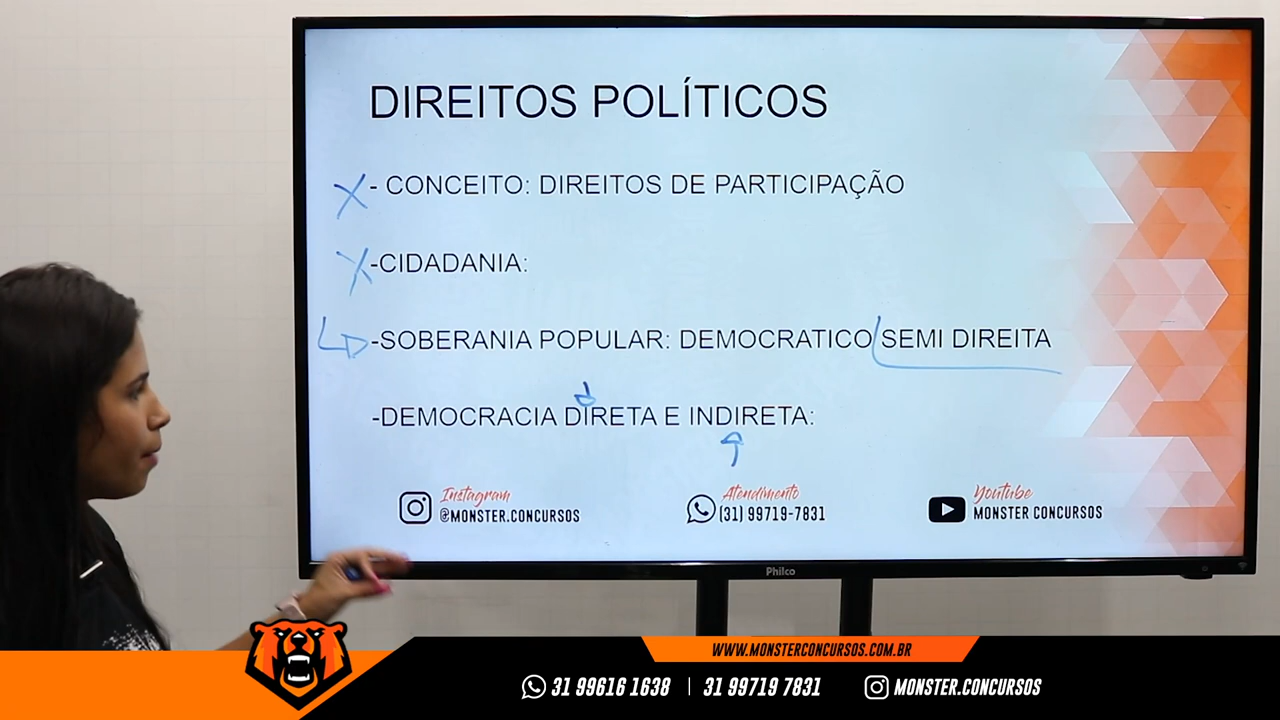 DIREITOS POLÍTICOS
- CONCEITO: DIREITOS DE PARTICIPAÇÃO
-CIDADANIA:
-SOBERANIA POPULAR: DEMOCRATICO SEMI DIREITA
-DEMOCRACIA DIRETA E INDIRETA:
Instagram
@MONSTER.CONCURSOS
Atendimento
(31) 99719-7831
Youtube
MONSTER CONCURSOS
Philco
WWW.MONSTERCONCURSOS.COM.BR
31 99616 1638 | 31 99719 7831 MONSTER.CONCURSOS